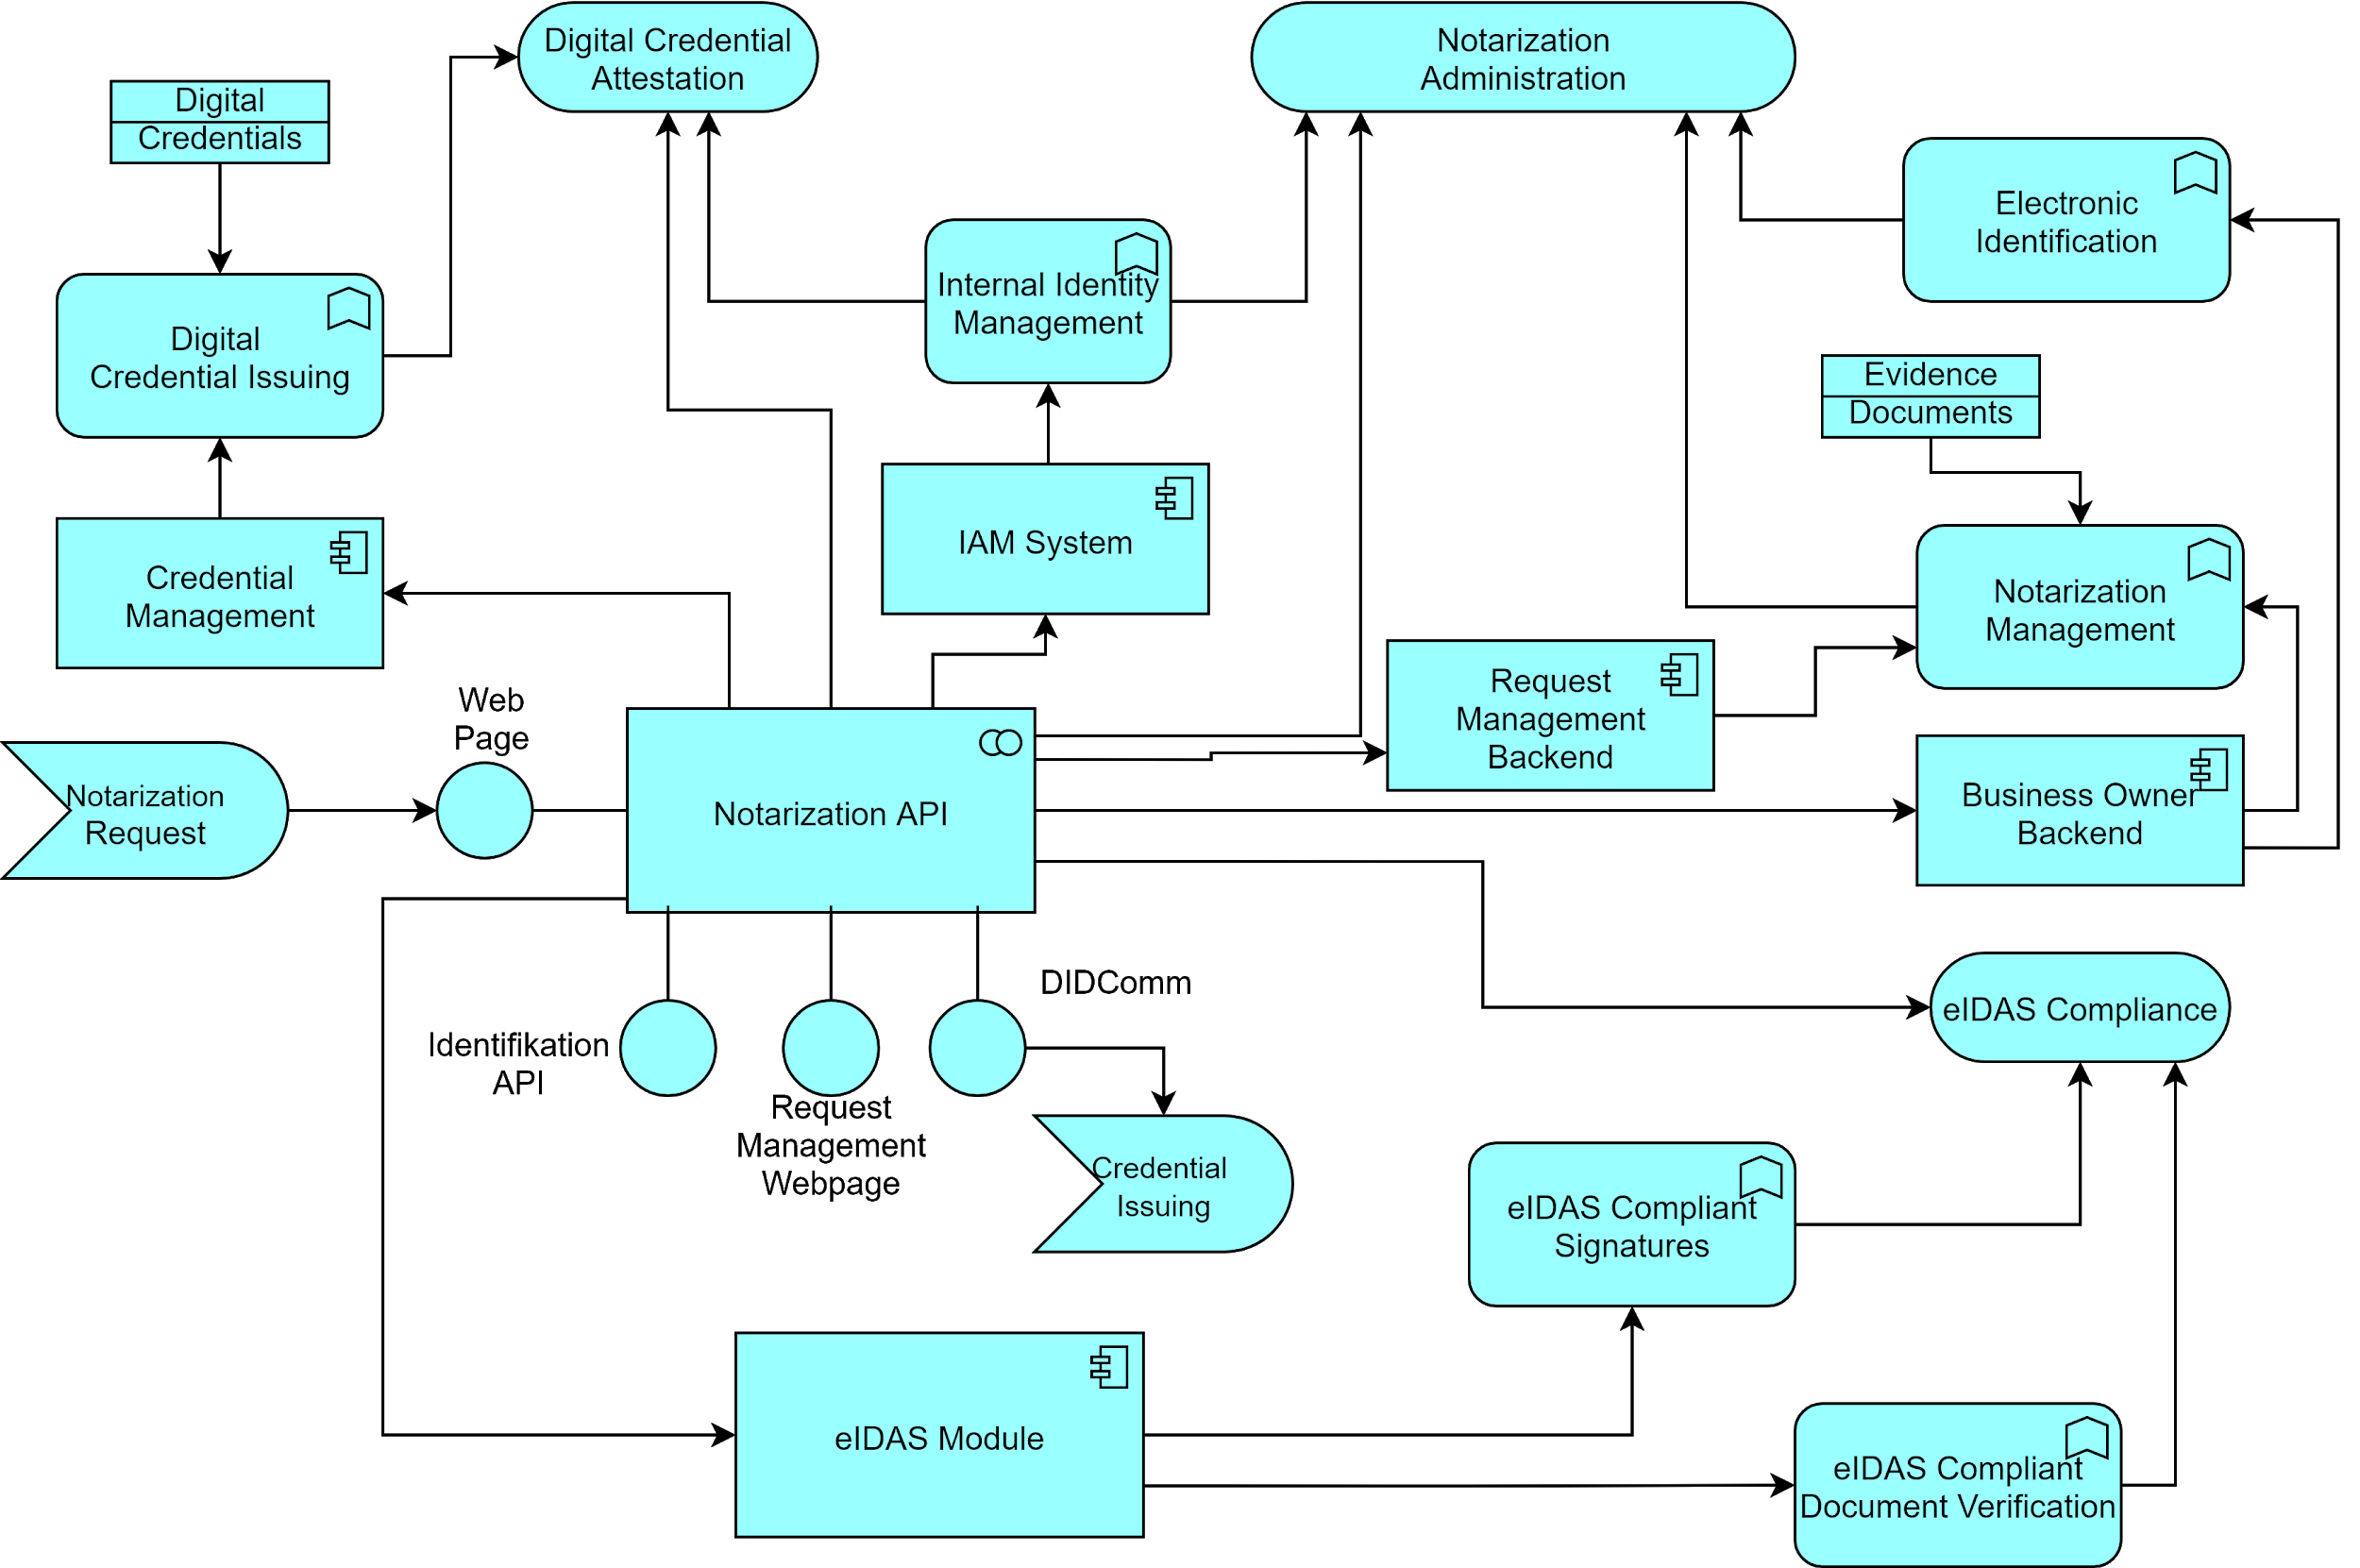 Digital Credential
Attestation
Notarization
Administration
Digital
Credentials
Electronic
Identification
Internal Identity
Management
Digital
Credential Issuing
Evidence
Documents
IAM System
Credential
Management
Notarization
Management
Request
Management
Backend
Web
Page
Notarization
Request
Notarization API
Business Owner
Backend
DIDComm
eIDAS Compliance
Identifikation
API
Request
Management
Webpage
Credential
Issuing
eIDAS Compliant
Signatures
eIDAS Module
eIDAS Compliant
Document Verification